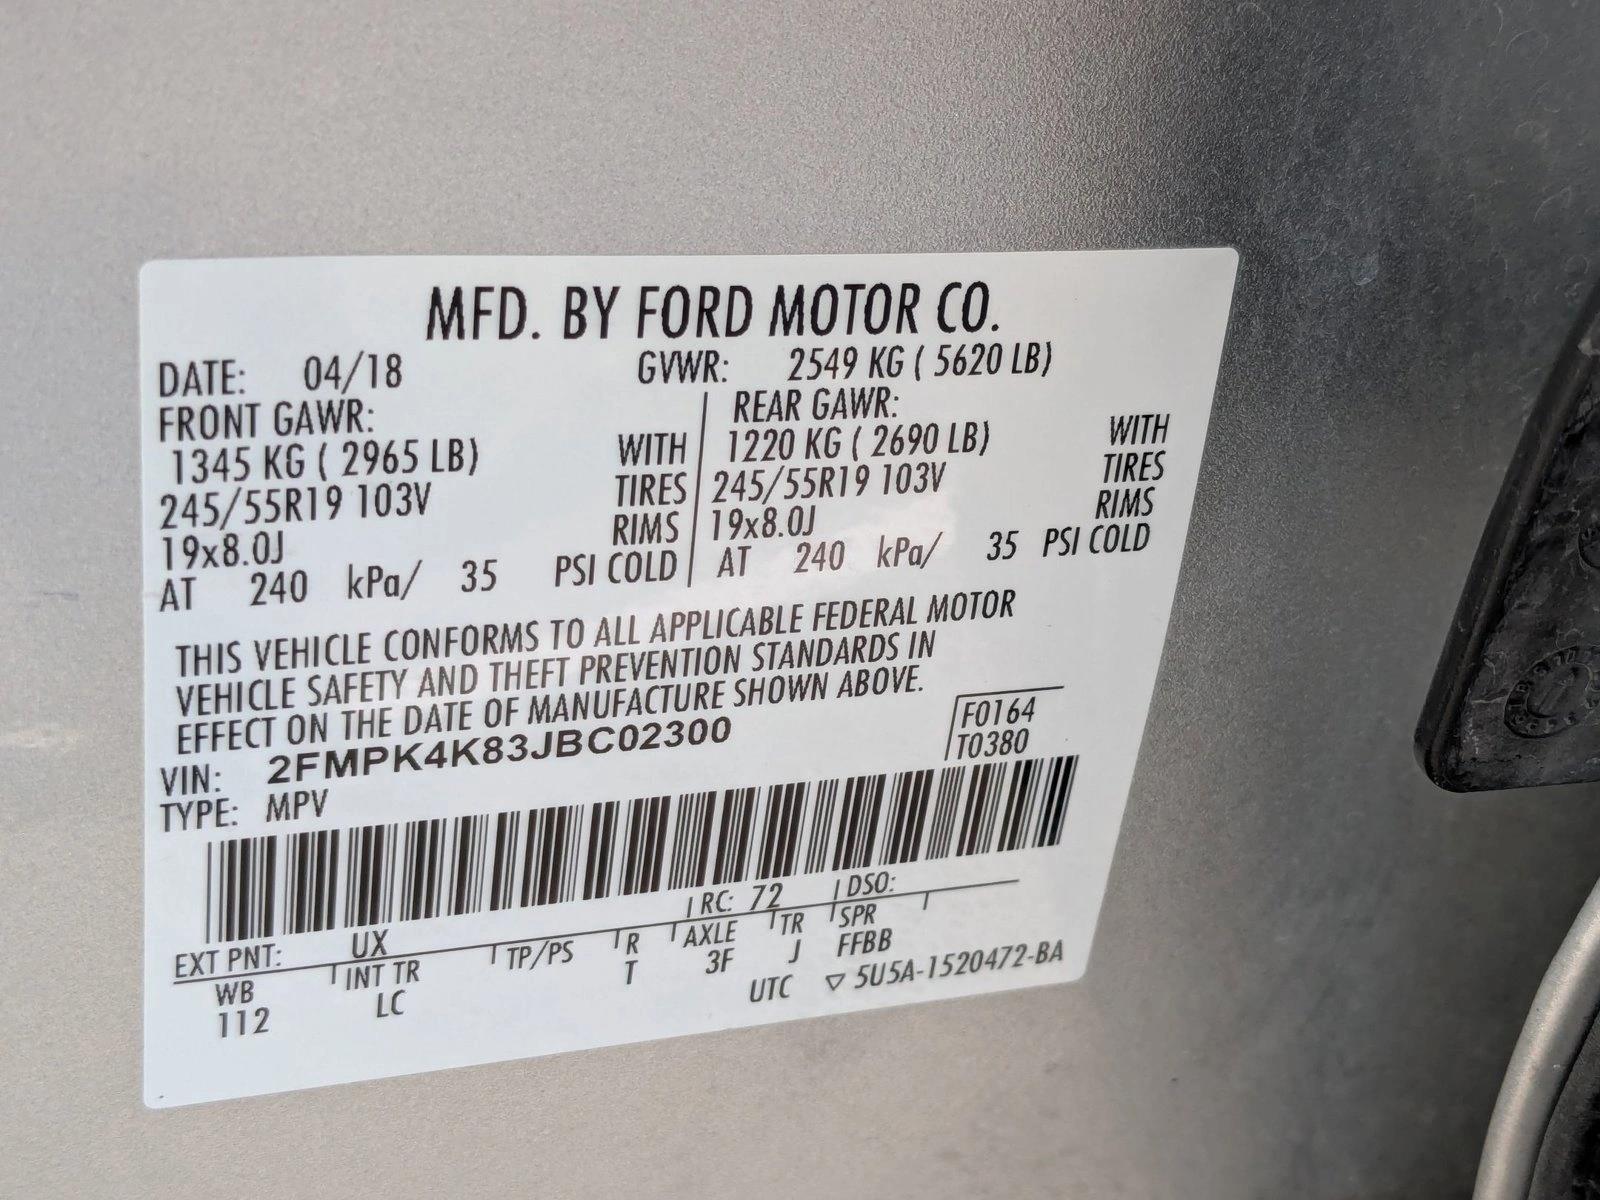 MFD. BY FORD MOTOR CO.
DATE: 04/18 GVWR: 2549 KG ( 5620 LB)
FRONT GAWR: REAR GAWR:
1345 KG ( 2965 LB) WITH 1220 KG ( 2690 LB) WITH
245/55R19 103V TIRES 245/55R19 103V TIRES
19x8.0J RIMS 19x8.0J RIMS
AT 240 kPa/ 35 PSI COLD AT 240 kPa/ 35 PSI COLD
THIS VEHICLE CONFORMS TO ALL APPLICABLE FEDERAL MOTOR
VEHICLE SAFETY AND THEFT PREVENTION STANDARDS IN
EFFECT ON THE DATE OF MANUFACTURE SHOWN ABOVE.
VIN: 2FMPK4K83JBC02300 F0164
TYPE: MPV T0380
EXT PNT: UX RC: 72 DSO:
WB INT TR TP/PS R AXLE TR SPR
112 LC T 3F J FFBB
UTC ▽ 5U5A-1520472-BA